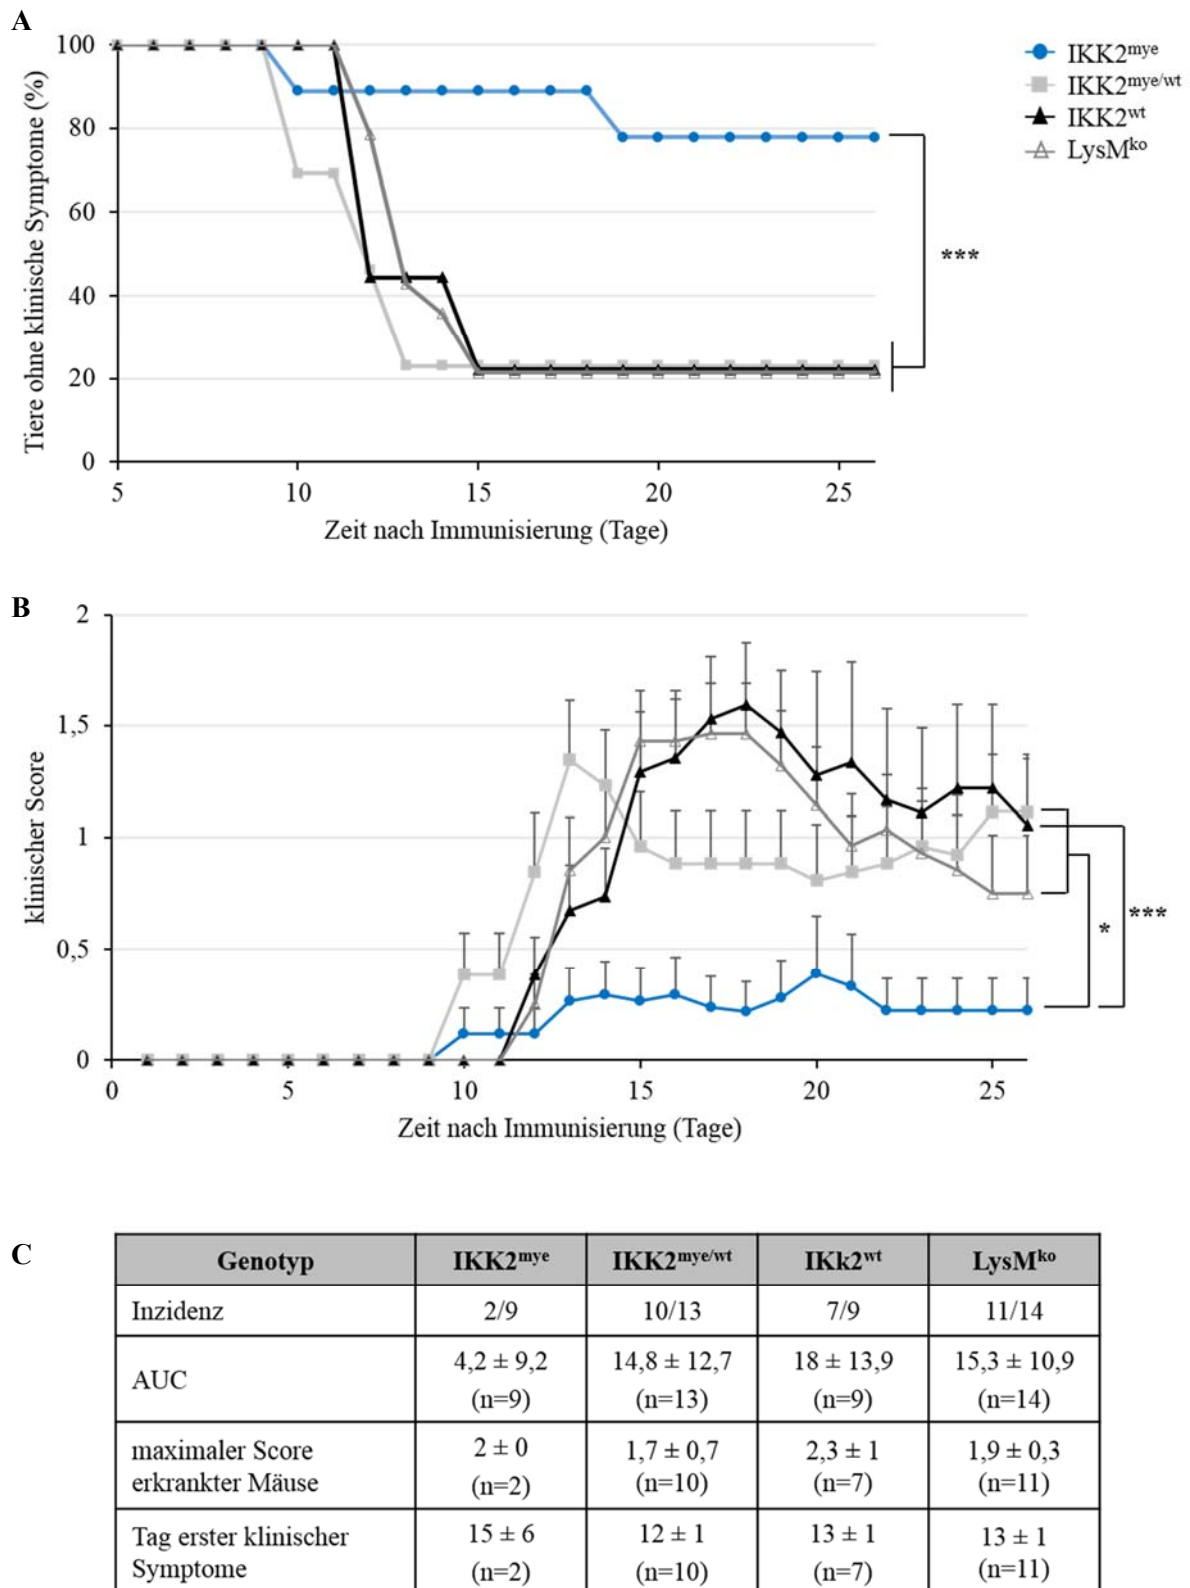 A
100
80
60
40
20
0
5 10 15 20 25
Tiere ohne klinische Symptome (%)
Zeit nach Immunisierung (Tage)
IKK2mye
IKK2mye/wt
IKK2wt
LysMko
***
B
2
1,5
1
0,5
0
0 5 10 15 20 25
klinischer Score
Zeit nach Immunisierung (Tage)
*
***
C
Genotyp IKK2mye IKK2mye/wt IKk2wt LysMko
Inzidenz 2/9 10/13 7/9 11/14
AUC 4,2 ± 9,2 14,8 ± 12,7 18 ± 13,9 15,3 ± 10,9
(n=9) (n=13) (n=9) (n=14)
maximaler Score 2 ± 0 1,7 ± 0,7 2,3 ± 1 1,9 ± 0,3
erkrankter Mäuse (n=2) (n=10) (n=7) (n=11)
Tag erster klinischer 15 ± 6 12 ± 1 13 ± 1 13 ± 1
Symptome (n=2) (n=10) (n=7) (n=11)